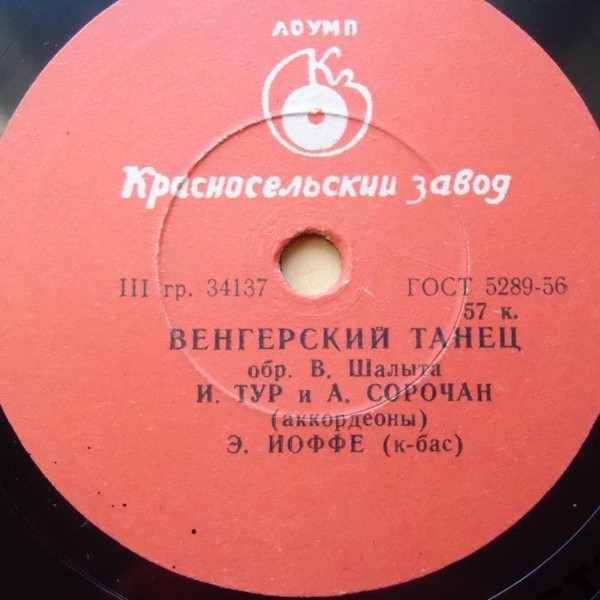 ЛОУМП
КЗ
Красносельский завод
III гр. 34137 ГОСТ 5289-56
57 к.
ВЕНГЕРСКИЙ ТАНЕЦ
обр. В. Шалыта
И. ТУР и А. СОРОЧАН
(аккордеоны)
Э. ИОФФЕ (к-бас)